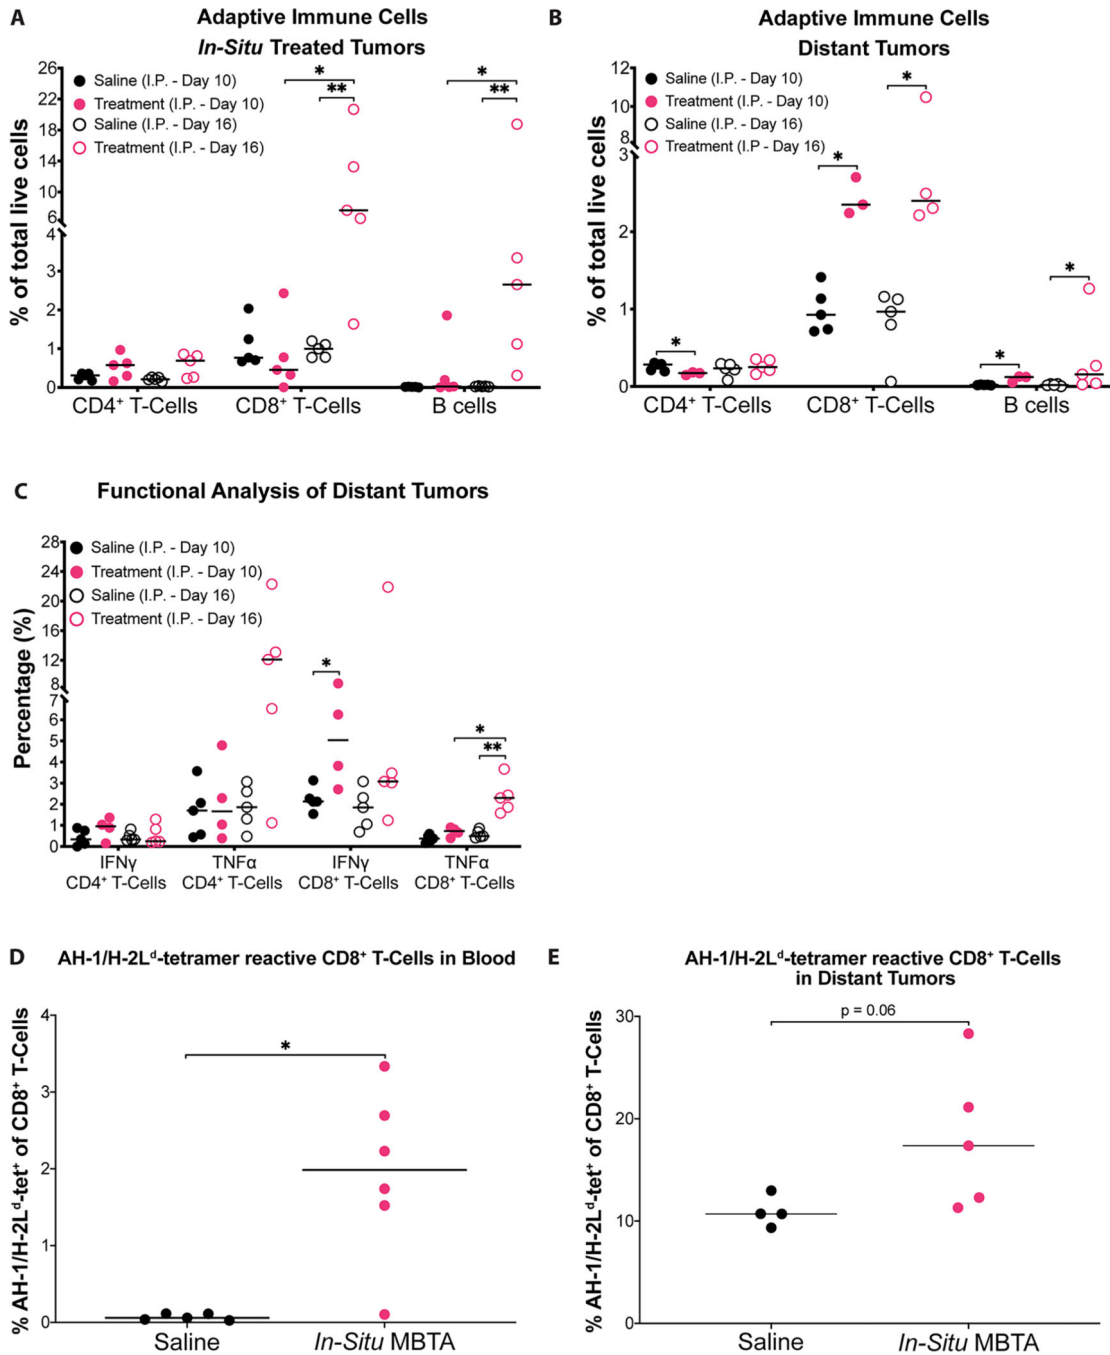 A
Adaptive Immune Cells
In-Situ Treated Tumors
% of total live cells
26
22
18
14
10
6
4
3
2
1
0
Saline (I.P. - Day 10)
Treatment (I.P. - Day 10)
Saline (I.P. - Day 16)
Treatment (I.P. - Day 16)
*
**
*
**
CD4+ T-Cells
CD8+ T-Cells
B cells
B
Adaptive Immune Cells
Distant Tumors
% of total live cells
12
10
8
3
2
1
0
Saline (I.P. - Day 10)
Treatment (I.P. - Day 10)
Saline (I.P. - Day 16)
Treatment (I.P - Day 16)
*
*
*
*
*
CD4+ T-Cells
CD8+ T-Cells
B cells
C
Functional Analysis of Distant Tumors
Percentage (%)
28
24
20
16
12
8
7
6
5
4
3
2
1
0
Saline (I.P. - Day 10)
Treatment (I.P. - Day 10)
Saline (I.P. - Day 16)
Treatment (I.P. - Day 16)
*
*
**
IFNγ
CD4+ T-Cells
TNFα
CD4+ T-Cells
IFNγ
CD8+ T-Cells
TNFα
CD8+ T-Cells
D
AH-1/H-2Ld-tetramer reactive CD8+ T-Cells in Blood
% AH-1/H-2Ld-tet+ of CD8+ T-Cells
4
3
2
1
0
*
Saline
In-Situ MBTA
E
AH-1/H-2Ld-tetramer reactive CD8+ T-Cells
in Distant Tumors
% AH-1/H-2Ld-tet+ of CD8+ T-Cells
30
20
10
0
p = 0.06
Saline
In-Situ MBTA